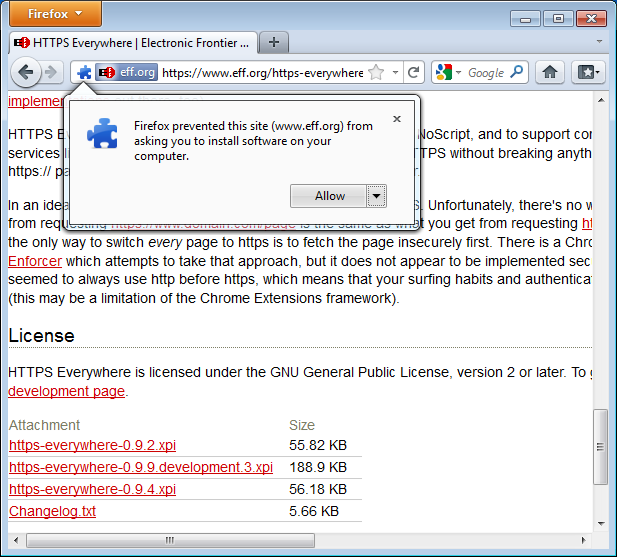 Firefox
HTTPS Everywhere | Electronic Frontier ...
eff.org https://www.eff.org/https-everywhere Google
implemen
Firefox prevented this site (www.eff.org) from
asking you to install software on your
computer.
Allow
HTTPS Ev NoScript, and to support con
services l TPS without breaking anyth
https:// pa
In an idea S. Unfortunately, there's no w
from requesting https://www.domain.com/page is the same as what you get from requesting ht
the only way to switch every page to https is to fetch the page insecurely first. There is a Chro
Enforcer which attempts to take that approach, but it does not appear to be implemented sec
seemed to always use http before https, which means that your surfing habits and authenticat
(this may be a limitation of the Chrome Extensions framework).
License
HTTPS Everywhere is licensed under the GNU General Public License, version 2 or later. To g
development page.
Attachment Size
https-everywhere-0.9.2.xpi 55.82 KB
https-everywhere-0.9.9.development.3.xpi 188.9 KB
https-everywhere-0.9.4.xpi 56.18 KB
Changelog.txt 5.66 KB